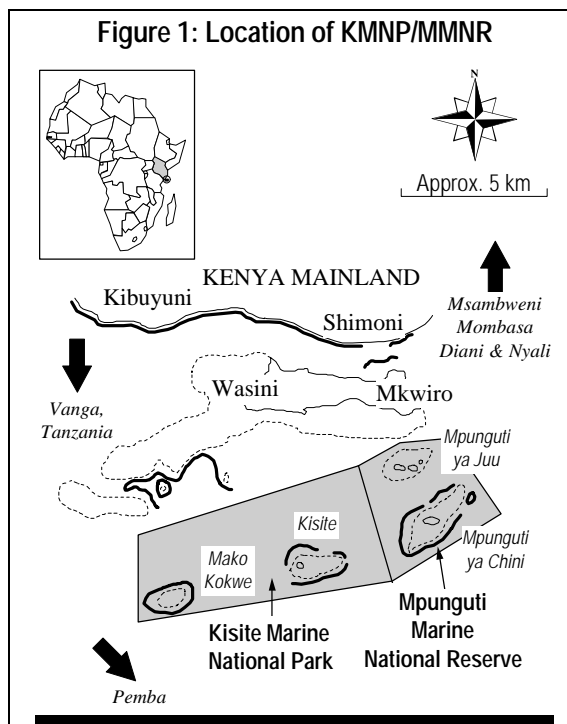 Figure 1: Location of KMNP/MMNR
N
Approx. 5 km
KENYA MAINLAND
Kibuyuni
Shimoni
Msambweni
Mombasa
Diani & Nyali
Wasini
Mkwiro
Vanga,
Tanzania
Mpunguti
ya Juu
Kisite
Mako
Kokwe
Mpunguti
ya Chini
Kisite Marine
National Park
Mpunguti
Marine
National Reserve
Pemba